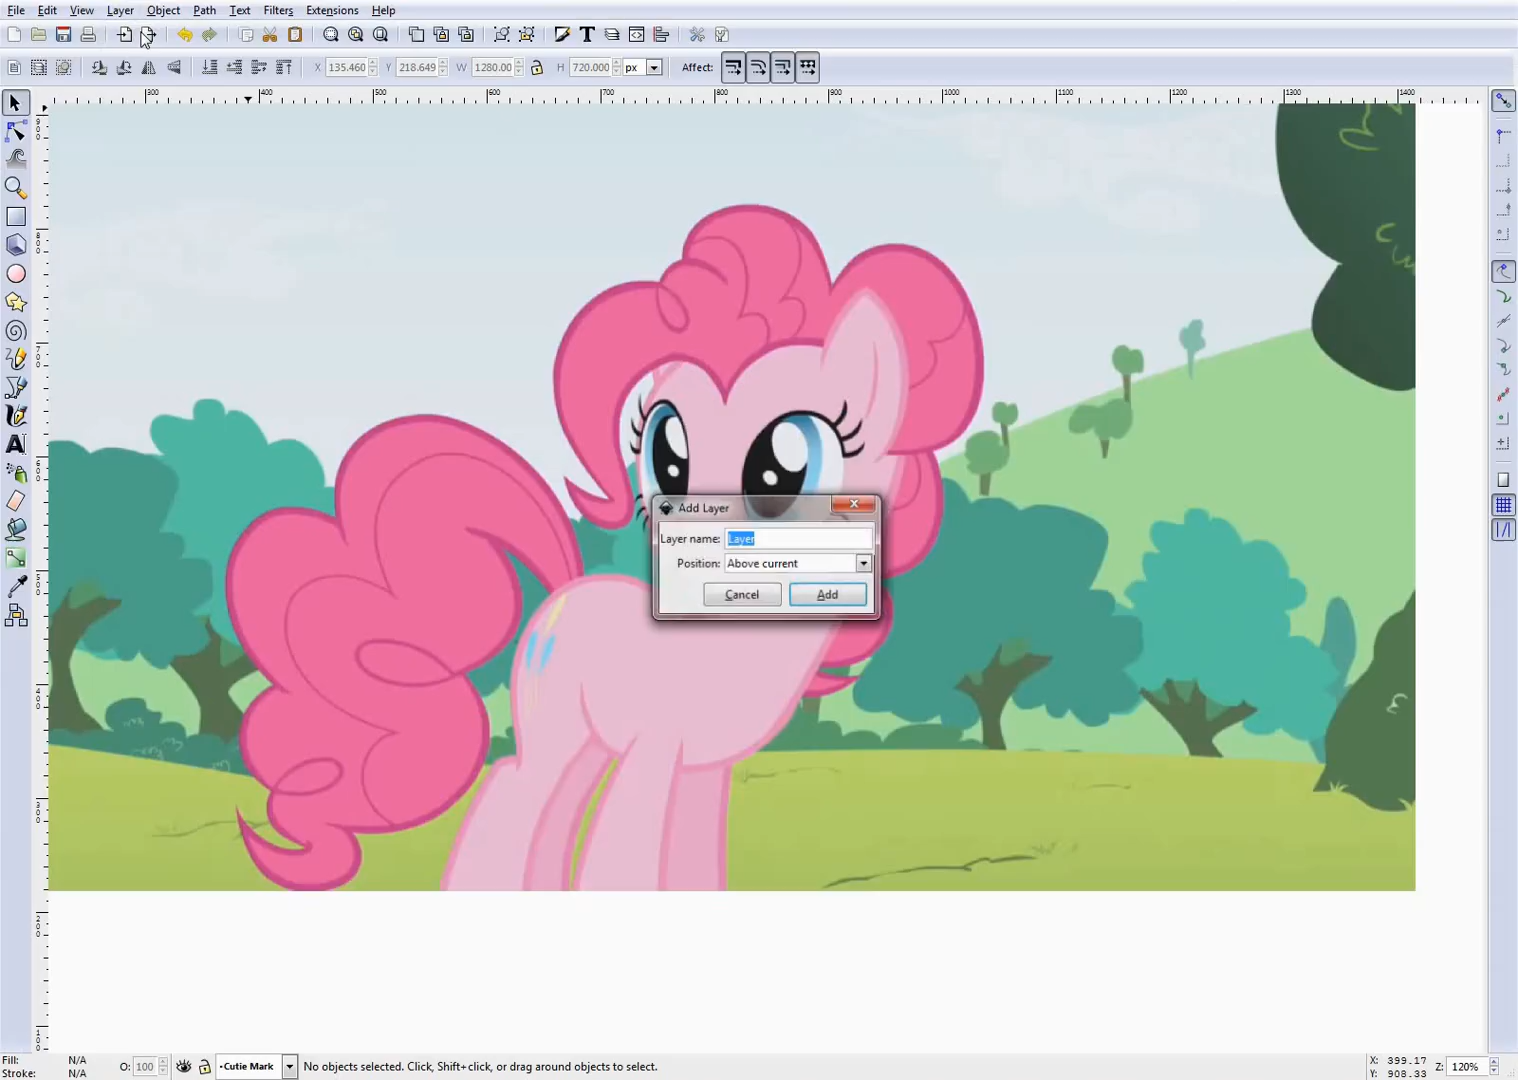 File Edit View Layer Object Path Text Filters Extensions Help
X 135.460 Y 218.649 W 1280.00 H 720.000 px Affect:
300 400 500 600 700 800 900 1000 1100 1200 1300 1400
Add Layer
Layer name: Layer
Position: Above current
Cancel Add
Fill: N/A
Stroke: N/A
O: 100
•Cutie Mark
No objects selected. Click, Shift+click, or drag around objects to select.
X: 399.17
Y: 908.33
Z: 120%